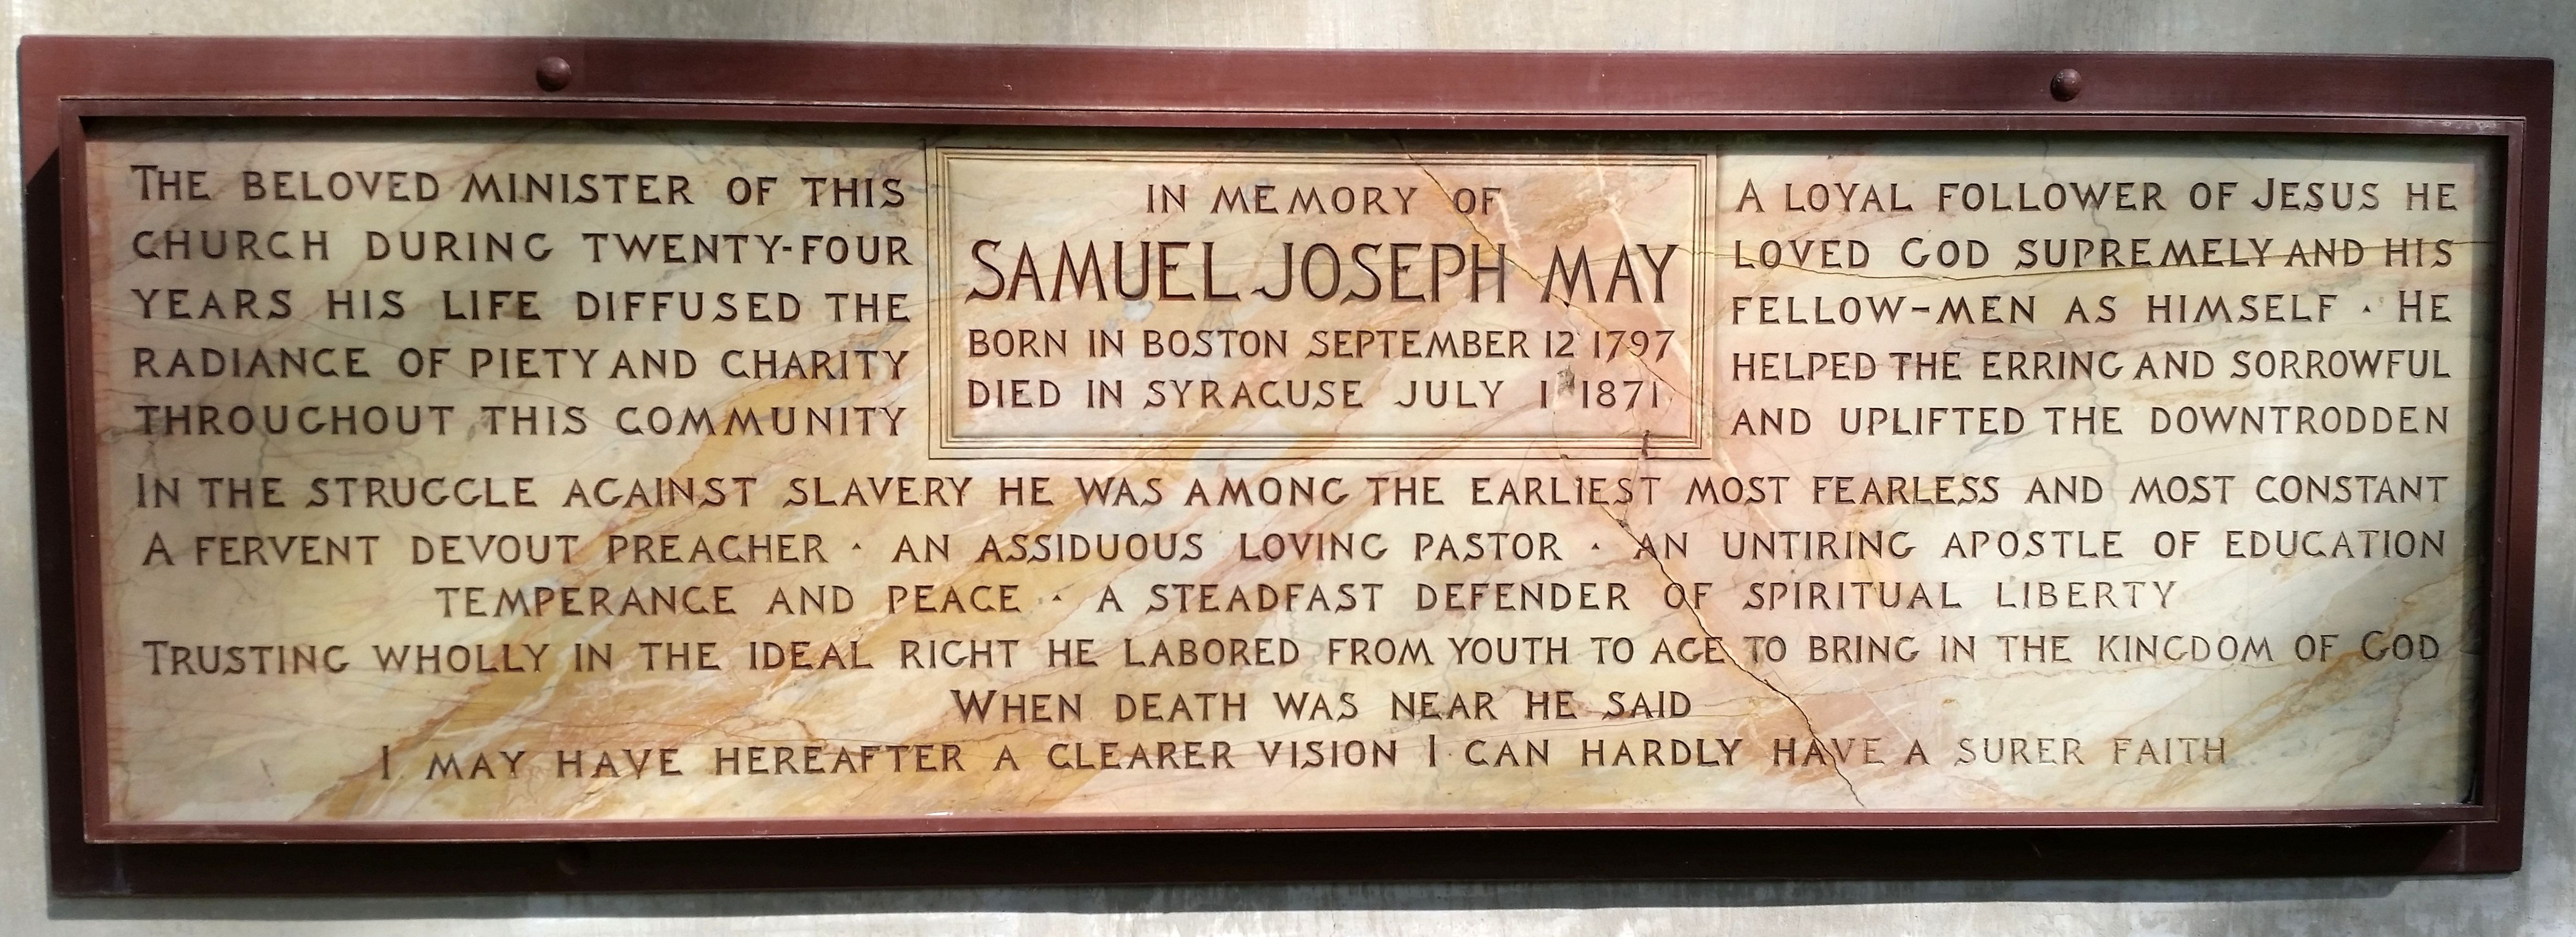 THE BELOVED MINISTER OF THIS
CHURCH DURING TWENTY-FOUR
YEARS HIS LIFE DIFFUSED THE
RADIANCE OF PIETY AND CHARITY
THROUGHOUT THIS COMMUNITY
IN MEMORY OF
SAMUEL JOSEPH MAY
BORN IN BOSTON SEPTEMBER 12 1797
DIED IN SYRACUSE JULY 1 1871
A LOYAL FOLLOWER OF JESUS HE
LOVED GOD SUPREMELY AND HIS
FELLOW-MEN AS HIMSELF · HE
HELPED THE ERRING AND SORROWFUL
AND UPLIFTED THE DOWNTRODDEN
IN THE STRUGGLE AGAINST SLAVERY HE WAS AMONG THE EARLIEST MOST FEARLESS AND MOST CONSTANT
A FERVENT DEVOUT PREACHER · AN ASSIDUOUS LOVING PASTOR · AN UNTIRING APOSTLE OF EDUCATION
TEMPERANCE AND PEACE · A STEADFAST DEFENDER OF SPIRITUAL LIBERTY
TRUSTING WHOLLY IN THE IDEAL RIGHT HE LABORED FROM YOUTH TO AGE TO BRING IN THE KINGDOM OF GOD
WHEN DEATH WAS NEAR HE SAID
I MAY HAVE HEREAFTER A CLEARER VISION I CAN HARDLY HAVE A SURER FAITH